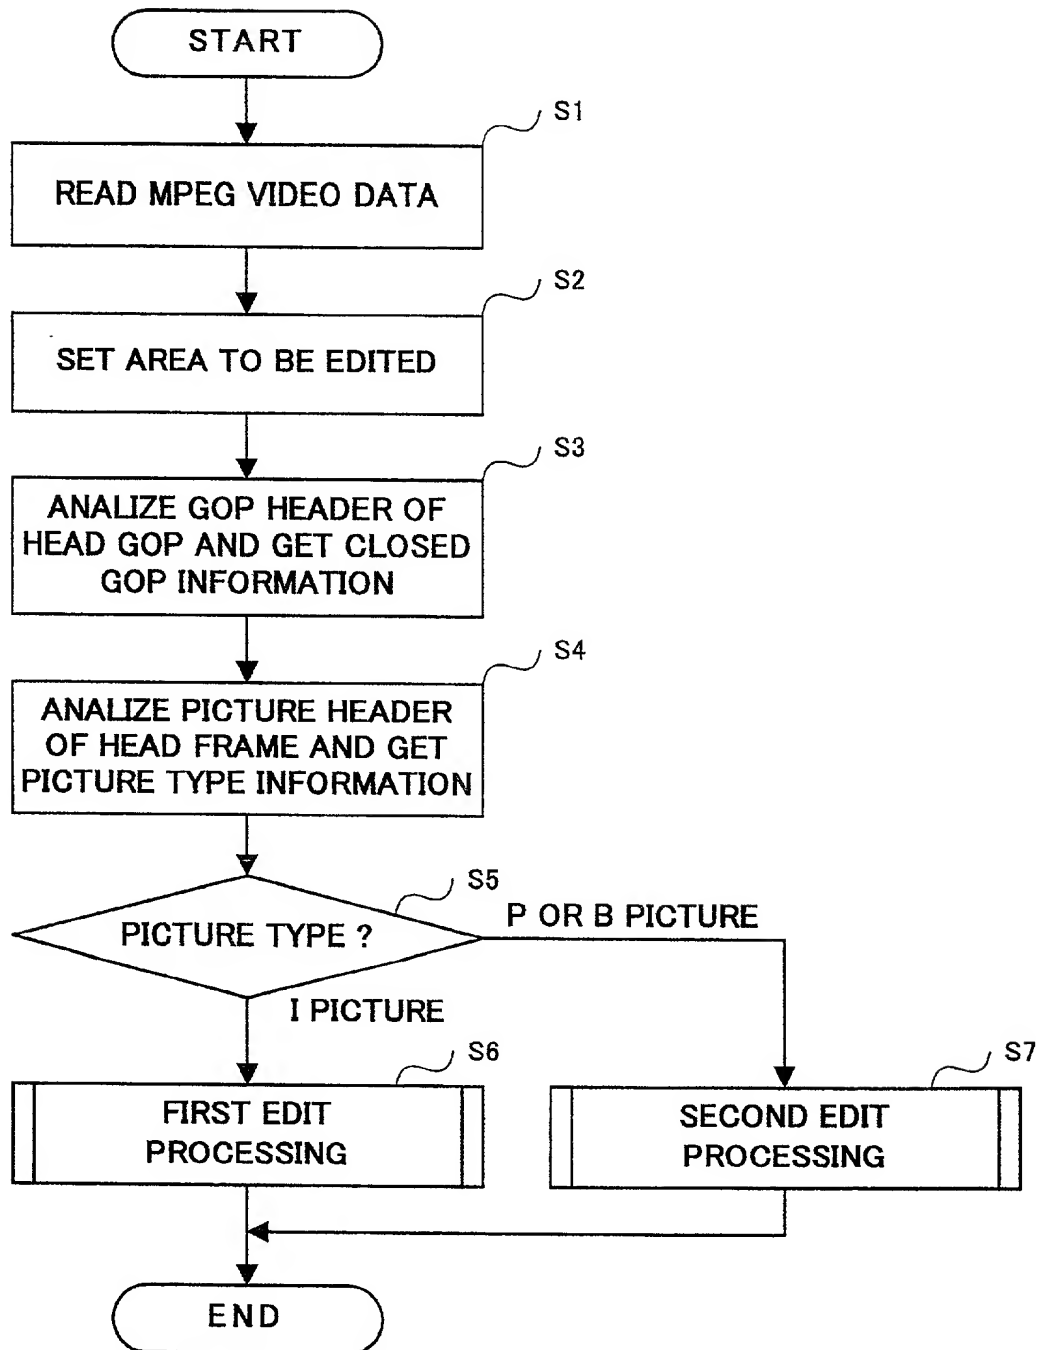 START
S1
READ MPEG VIDEO DATA
S2
SET AREA TO BE EDITED
S3
ANALIZE GOP HEADER OF
HEAD GOP AND GET CLOSED
GOP INFORMATION
S4
ANALIZE PICTURE HEADER
OF HEAD FRAME AND GET
PICTURE TYPE INFORMATION
S5
PICTURE TYPE ?
P OR B PICTURE
I PICTURE
S6
FIRST EDIT
PROCESSING
S7
SECOND EDIT
PROCESSING
END